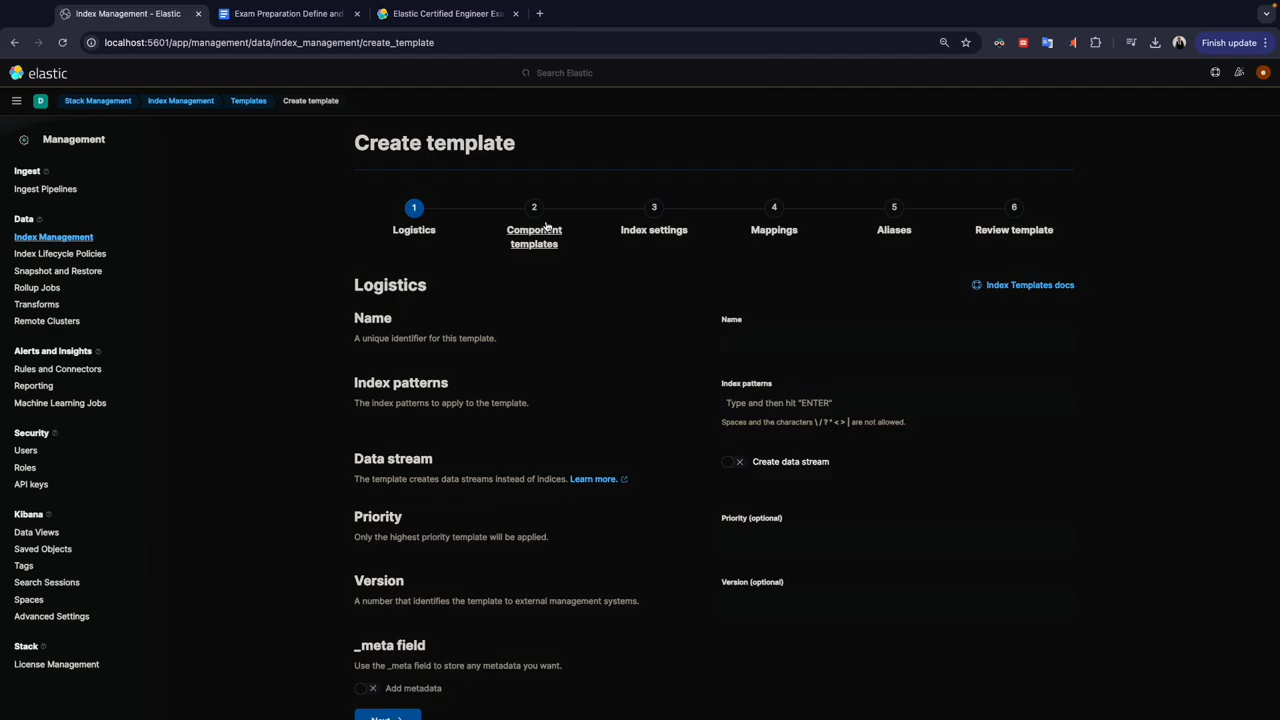 Index Management - Elastic
Exam Preparation Define and
Elastic Certified Engineer Exa
localhost:5601/app/management/data/index_management/create_template
Finish update
elastic
Search Elastic
D
Stack Management
Index Management
Templates
Create template
Management
Ingest
Ingest Pipelines
Data
Index Management
Index Lifecycle Policies
Snapshot and Restore
Rollup Jobs
Transforms
Remote Clusters
Alerts and Insights
Rules and Connectors
Reporting
Machine Learning Jobs
Security
Users
Roles
API keys
Kibana
Data Views
Saved Objects
Tags
Search Sessions
Spaces
Advanced Settings
Stack
License Management
Create template
1 2 3 4 5 6
Logistics
Component
templates
Index settings
Mappings
Aliases
Review template
Logistics
Index Templates docs
Name
A unique identifier for this template.
Name
Index patterns
The index patterns to apply to the template.
Index patterns
Type and then hit "ENTER"
Spaces and the characters \ / ? " < > | are not allowed.
Data stream
The template creates data streams instead of indices. Learn more.
Create data stream
Priority
Only the highest priority template will be applied.
Priority (optional)
Version
A number that identifies the template to external management systems.
Version (optional)
_meta field
Use the _meta field to store any metadata you want.
Add metadata
Next